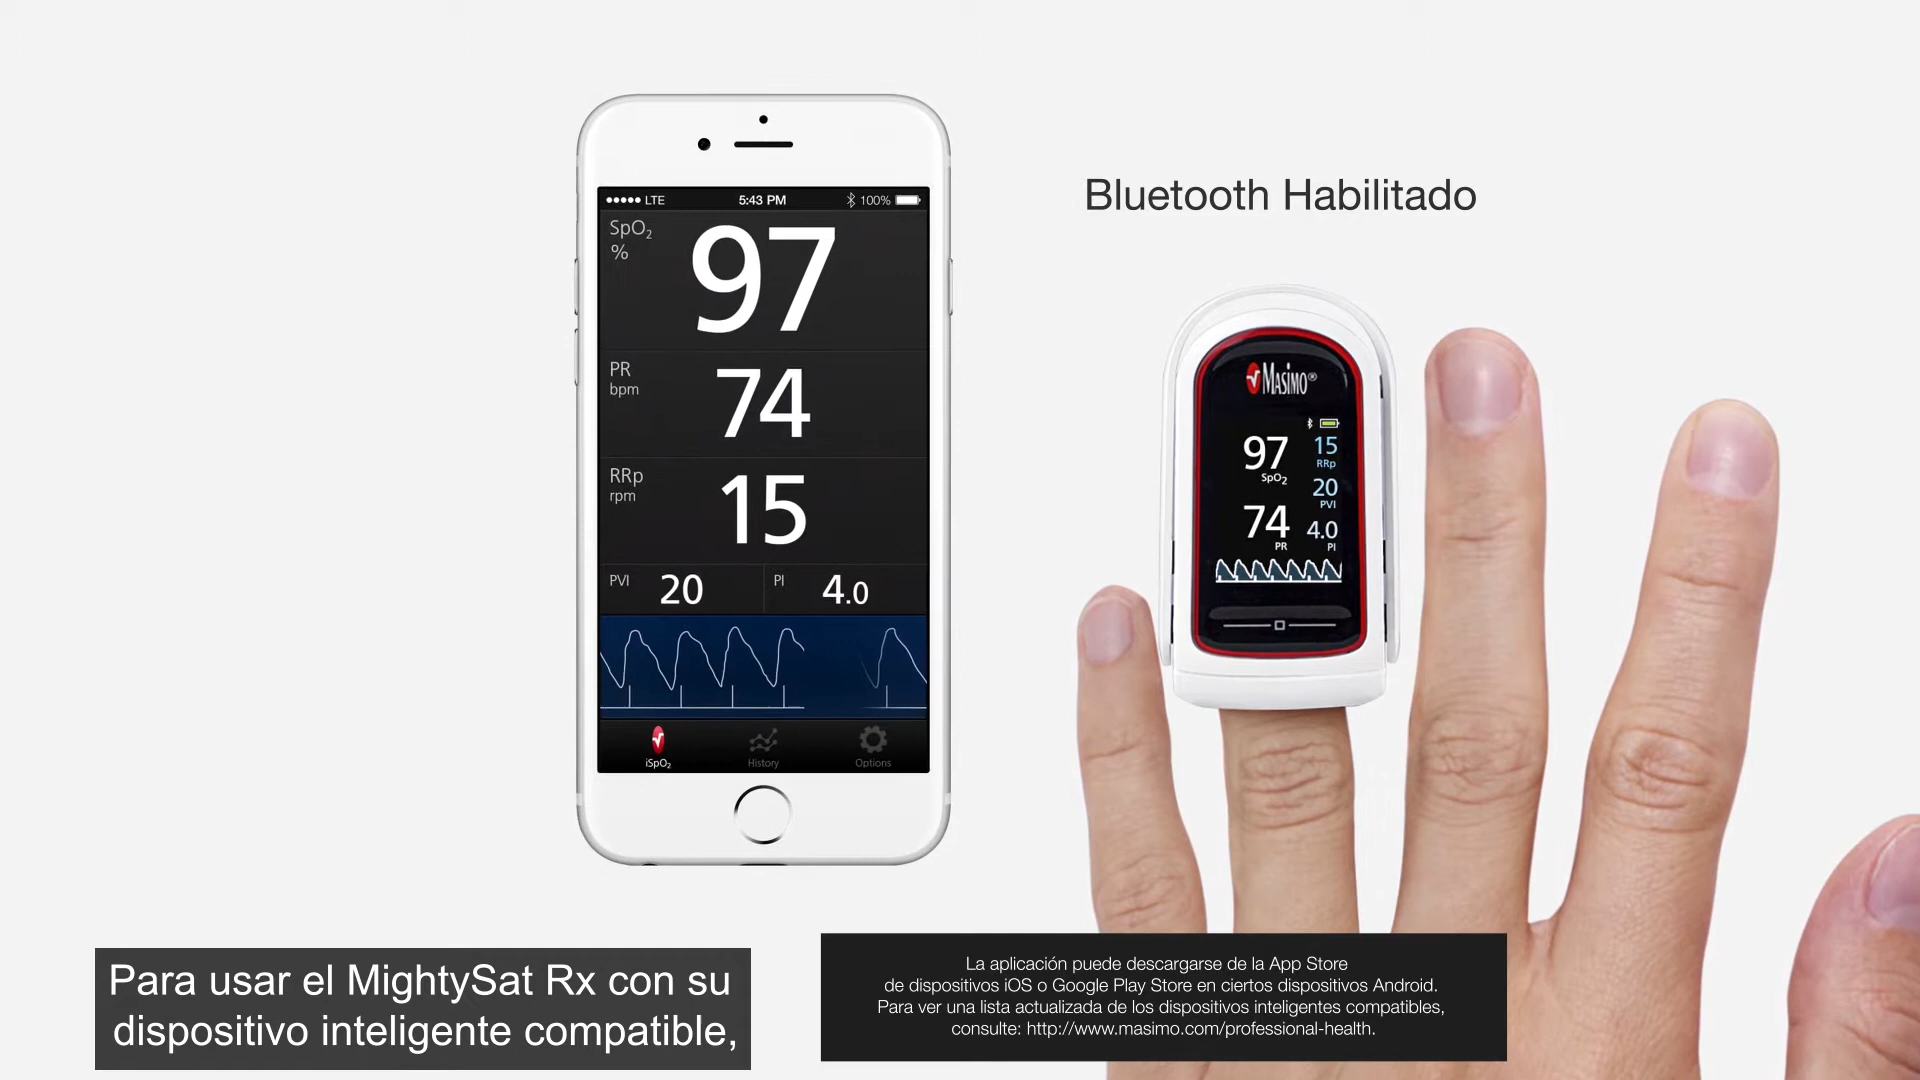 LTE
5:43 PM
100%
SpO2
%
97
PR
bpm
74
RRp
rpm
15
PVI
20
PI
4.0
iSpO2
History
Options
Bluetooth Habilitado
Masimo®
97
SpO2
15
RRp
20
PVI
74
PR
4.0
PI
Para usar el MightySat Rx con su
dispositivo inteligente compatible,
La aplicación puede descargarse de la App Store
de dispositivos iOS o Google Play Store en ciertos dispositivos Android.
Para ver una lista actualizada de los dispositivos inteligentes compatibles,
consulte: http://www.masimo.com/professional-health.